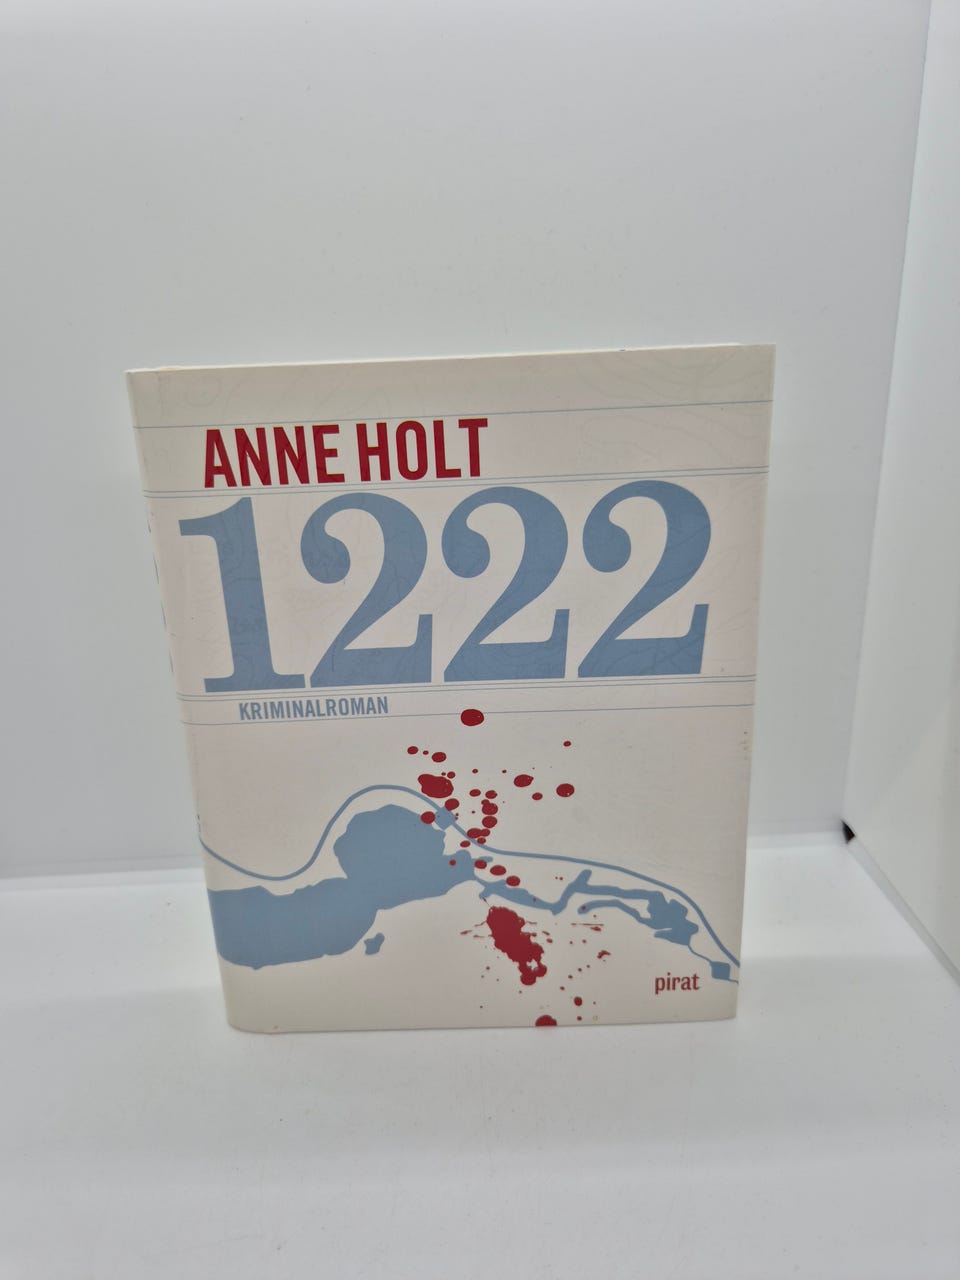 ANNE HOLT
1222
KRIMINALROMAN
pirat